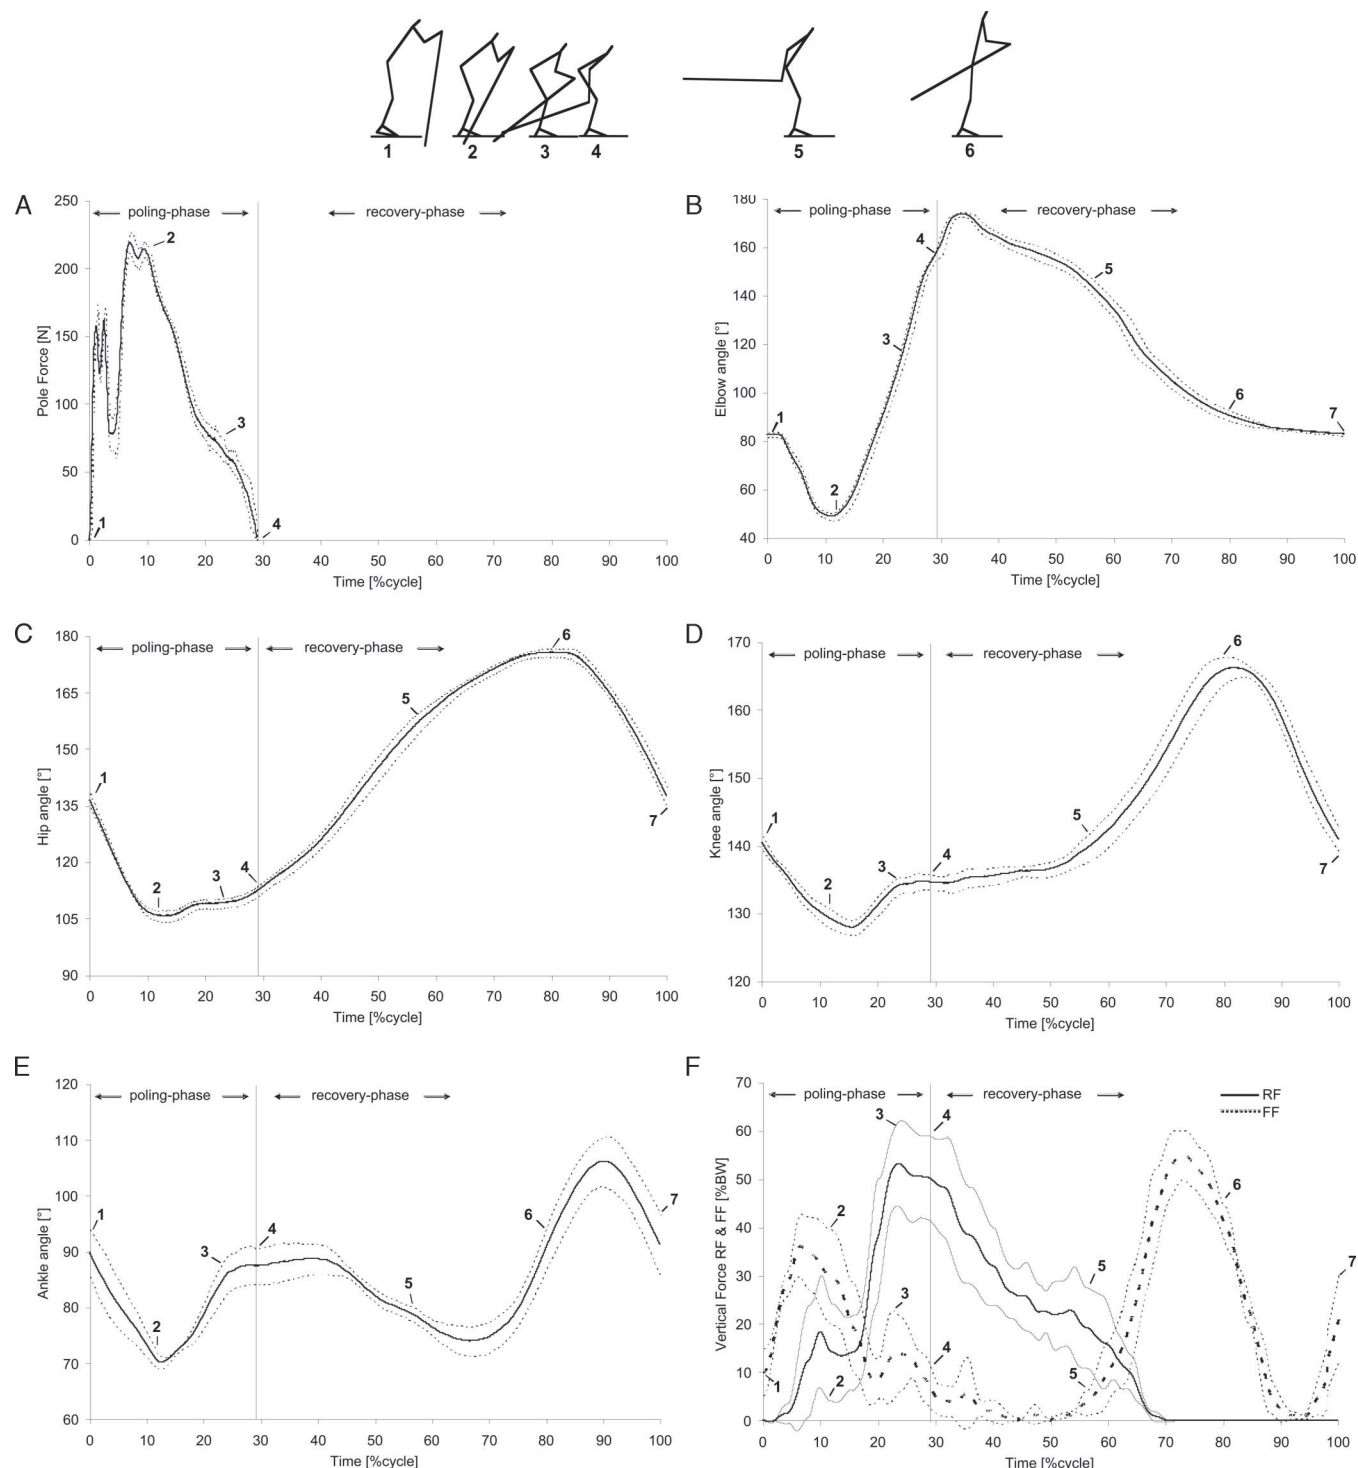 1 2 3 4 5 6
A
poling-phase recovery-phase
Pole Force [N]
250
200
150
100
50
0
1 2 3 4
0 10 20 30 40 50 60 70 80 90 100
Time [%cycle]
B
poling-phase recovery-phase
Elbow angle [°]
180
160
140
120
100
80
60
40
1 2 3 4 5 6 7
0 10 20 30 40 50 60 70 80 90 100
Time [%cycle]
C
poling-phase recovery-phase
Hip angle [°]
180
165
150
135
120
105
90
1 2 3 4 5 6 7
0 10 20 30 40 50 60 70 80 90 100
Time [%cycle]
D
poling-phase recovery-phase
Knee angle [°]
170
160
150
140
130
120
1 2 3 4 5 6 7
0 10 20 30 40 50 60 70 80 90 100
Time [%cycle]
E
poling-phase recovery-phase
Ankle angle [°]
120
110
100
90
80
70
60
1 2 3 4 5 6 7
0 10 20 30 40 50 60 70 80 90 100
Time [%cycle]
F
poling-phase recovery-phase
RF
FF
Vertical Force RF & FF [%BW]
70
60
50
40
30
20
10
0
3 4
2 6
5 7
3
4
1 2 5
0 10 20 30 40 50 60 70 80 90 100
Time [%cycle]